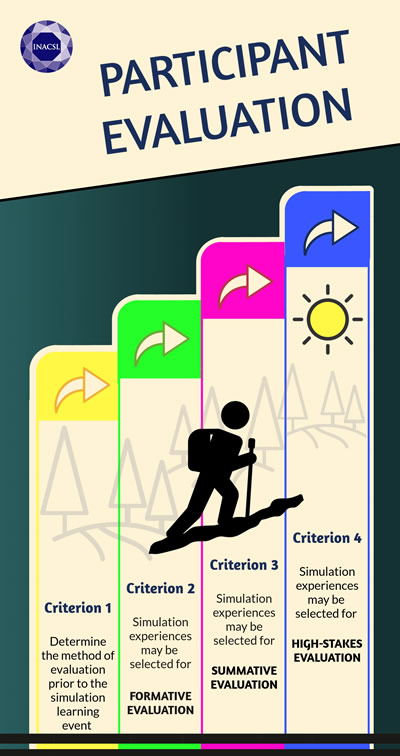 INACSL
PARTICIPANT
EVALUATION
Criterion 1
Determine
the method of
evaluation
prior to the
simulation
learning
event
Criterion 2
Simulation
experiences
may be
selected for
FORMATIVE
EVALUATION
Criterion 3
Simulation
experiences
may be
selected for
SUMMATIVE
EVALUATION
Criterion 4
Simulation
experiences
may be
selected for
HIGH-STAKES
EVALUATION